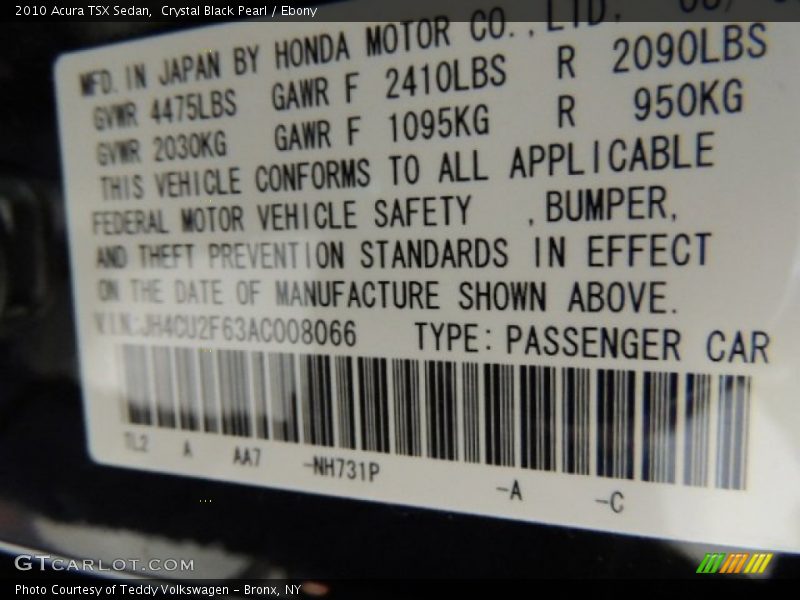 2010 Acura TSX Sedan, Crystal Black Pearl / Ebony
MFD. IN JAPAN BY HONDA MOTOR CO., LTD.
GVWR 4475LBS GAWR F 2410LBS R 2090LBS
GVWR 2030KG GAWR F 1095KG R 950KG
THIS VEHICLE CONFORMS TO ALL APPLICABLE
FEDERAL MOTOR VEHICLE SAFETY , BUMPER,
AND THEFT PREVENTION STANDARDS IN EFFECT
ON THE DATE OF MANUFACTURE SHOWN ABOVE.
VIN:JH4CU2F63AC008066 TYPE: PASSENGER CAR
TL2 A AA7 -NH731P -A -C
GTCARLOT.COM
Photo Courtesy of Teddy Volkswagen - Bronx, NY